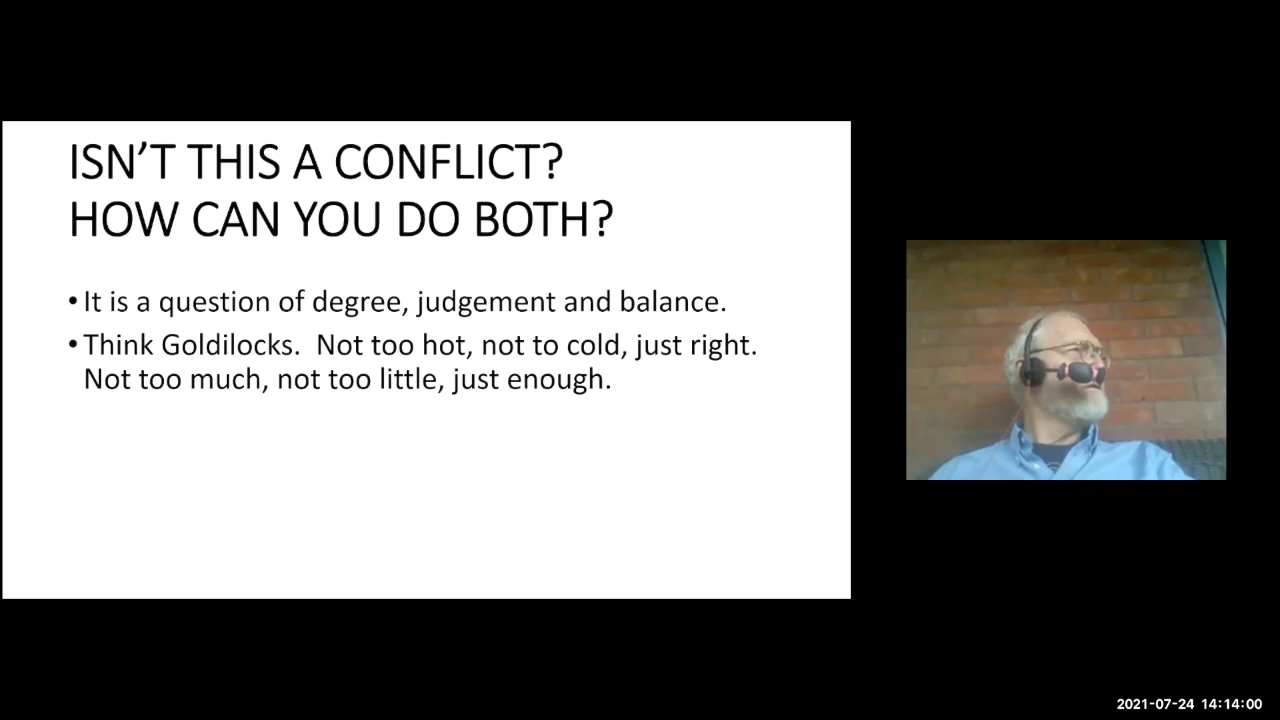 ISN’T THIS A CONFLICT?
HOW CAN YOU DO BOTH?
•It is a question of degree, judgement and balance.
•Think Goldilocks.  Not too hot, not to cold, just right.
Not too much, not too little, just enough.
2021-07-24 14:14:00